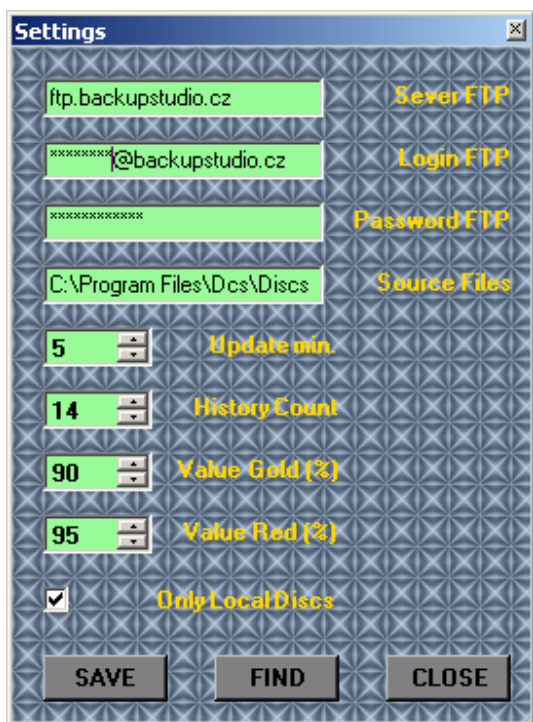 Settings
ftp.backupstudio.cz Sever FTP
********@backupstudio.cz Login FTP
************ Password FTP
C:\Program Files\Dcs\Discs Source Files
5 Update min.
14 History Count
90 Value Gold (%)
95 Value Red (%)
Only Local Discs
SAVE FIND CLOSE